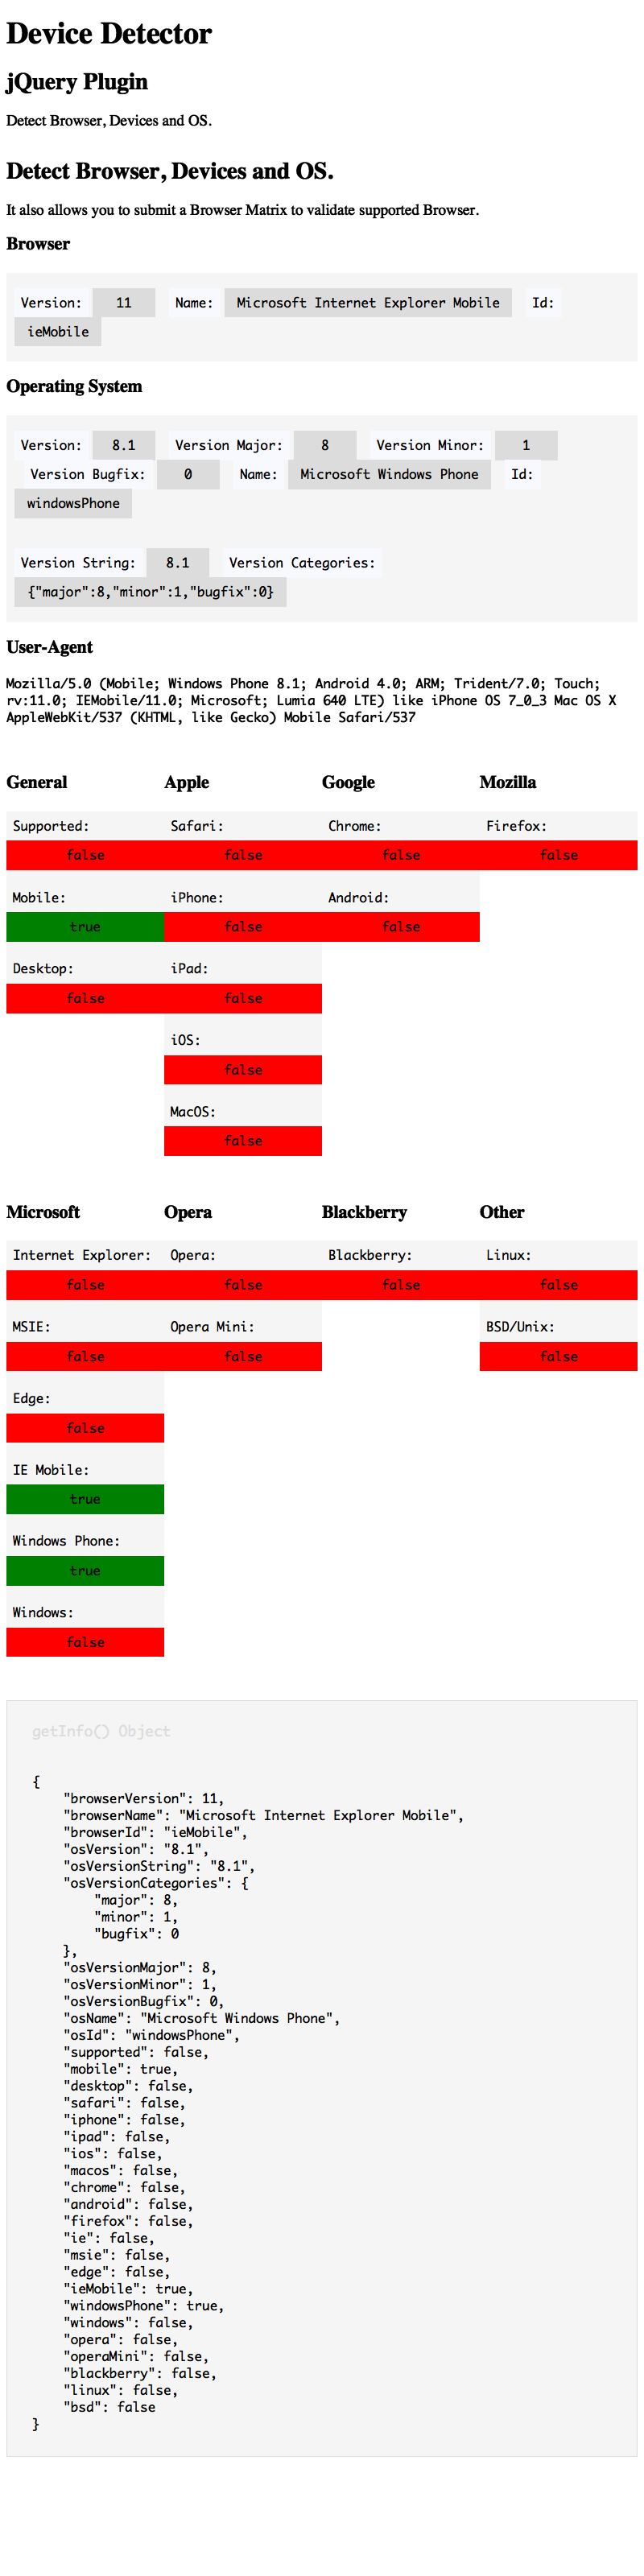 Device Detector
jQuery Plugin
Detect Browser, Devices and OS.
Detect Browser, Devices and OS.
It also allows you to submit a Browser Matrix to validate supported Browser.
Browser
Version: 11 Name: Microsoft Internet Explorer Mobile Id:
ieMobile
Operating System
Version: 8.1 Version Major: 8 Version Minor: 1
Version Bugfix: 0 Name: Microsoft Windows Phone Id:
windowsPhone
Version String: 8.1 Version Categories:
{"major":8,"minor":1,"bugfix":0}
User-Agent
Mozilla/5.0 (Mobile; Windows Phone 8.1; Android 4.0; ARM; Trident/7.0; Touch;
rv:11.0; IEMobile/11.0; Microsoft; Lumia 640 LTE) like iPhone OS 7_0_3 Mac OS X
AppleWebKit/537 (KHTML, like Gecko) Mobile Safari/537
General Apple Google Mozilla
Supported: Safari: Chrome: Firefox:
false false false false
Mobile: iPhone: Android:
true false false
Desktop: iPad:
false false
iOS:
false
MacOS:
false
Microsoft Opera Blackberry Other
Internet Explorer: Opera: Blackberry: Linux:
false false false false
MSIE: Opera Mini: BSD/Unix:
false false false
Edge:
false
IE Mobile:
true
Windows Phone:
true
Windows:
false
getInfo() Object
{
    "browserVersion": 11,
    "browserName": "Microsoft Internet Explorer Mobile",
    "browserId": "ieMobile",
    "osVersion": "8.1",
    "osVersionString": "8.1",
    "osVersionCategories": {
        "major": 8,
        "minor": 1,
        "bugfix": 0
    },
    "osVersionMajor": 8,
    "osVersionMinor": 1,
    "osVersionBugfix": 0,
    "osName": "Microsoft Windows Phone",
    "osId": "windowsPhone",
    "supported": false,
    "mobile": true,
    "desktop": false,
    "safari": false,
    "iphone": false,
    "ipad": false,
    "ios": false,
    "macos": false,
    "chrome": false,
    "android": false,
    "firefox": false,
    "ie": false,
    "msie": false,
    "edge": false,
    "ieMobile": true,
    "windowsPhone": true,
    "windows": false,
    "opera": false,
    "operaMini": false,
    "blackberry": false,
    "linux": false,
    "bsd": false
}